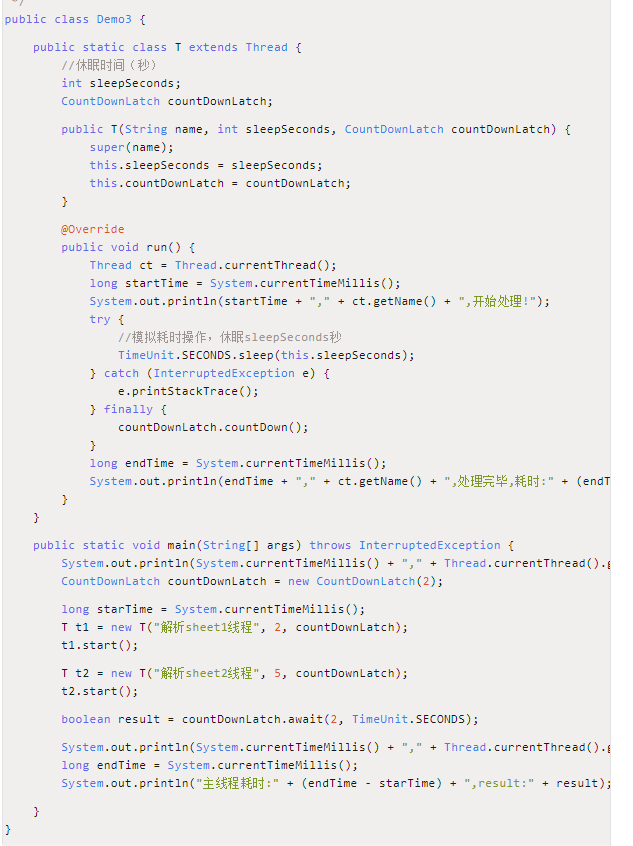 */
public class Demo3 {
public static class T extends Thread {
//休眠时间（秒）
int sleepSeconds;
CountDownLatch countDownLatch;
public T(String name, int sleepSeconds, CountDownLatch countDownLatch) {
super(name);
this.sleepSeconds = sleepSeconds;
this.countDownLatch = countDownLatch;
}
@Override
public void run() {
Thread ct = Thread.currentThread();
long startTime = System.currentTimeMillis();
System.out.println(startTime + "," + ct.getName() + ",开始处理!");
try {
//模拟耗时操作，休眠sleepSeconds秒
TimeUnit.SECONDS.sleep(this.sleepSeconds);
} catch (InterruptedException e) {
e.printStackTrace();
} finally {
countDownLatch.countDown();
}
long endTime = System.currentTimeMillis();
System.out.println(endTime + "," + ct.getName() + ",处理完毕,耗时:" + (endT
}
}
public static void main(String[] args) throws InterruptedException {
System.out.println(System.currentTimeMillis() + "," + Thread.currentThread().g
CountDownLatch countDownLatch = new CountDownLatch(2);
long starTime = System.currentTimeMillis();
T t1 = new T("解析sheet1线程", 2, countDownLatch);
t1.start();
T t2 = new T("解析sheet2线程", 5, countDownLatch);
t2.start();
boolean result = countDownLatch.await(2, TimeUnit.SECONDS);
System.out.println(System.currentTimeMillis() + "," + Thread.currentThread().g
long endTime = System.currentTimeMillis();
System.out.println("主线程耗时:" + (endTime - starTime) + ",result:" + result);
}
}